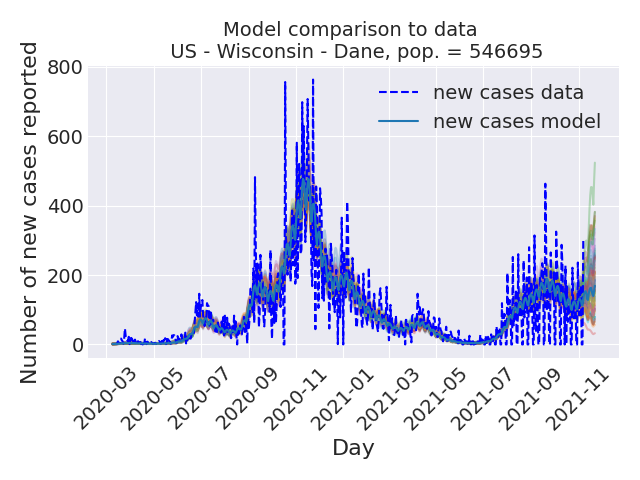 Model comparison to data
US - Wisconsin - Dane, pop. = 546695
Number of new cases reported
800
600
400
200
0
new cases data
new cases model
2020-03
2020-05
2020-07
2020-09
2020-11
2021-01
2021-03
2021-05
2021-07
2021-09
2021-11
Day